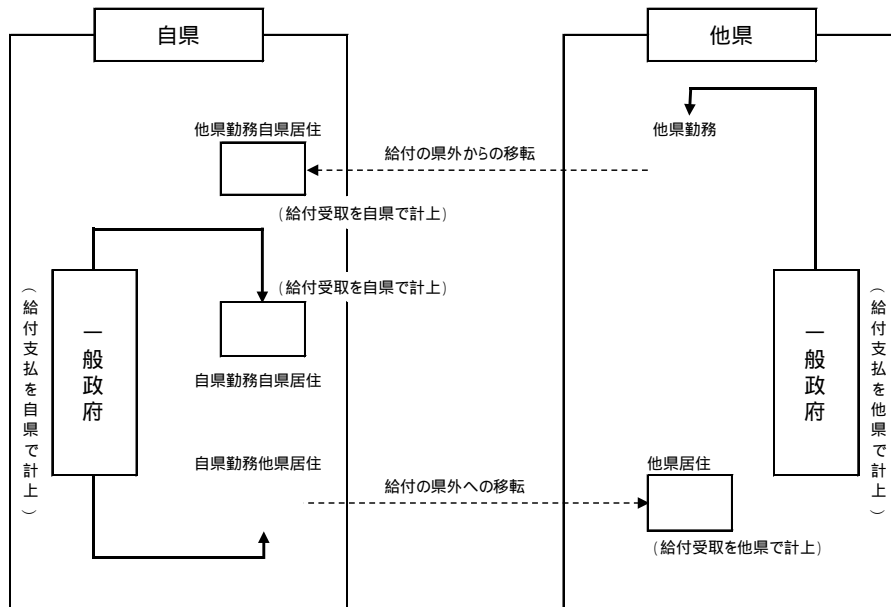 自県
他県
他県勤務自県居住
給付の県外からの移転
他県勤務
(給付受取を自県で計上)
(給付受取を自県で計上)
(給付支払を自県で計上)
一般政府
自県勤務自県居住
一般政府
(給付支払を他県で計上)
自県勤務他県居住
給付の県外への移転
他県居住
(給付受取を他県で計上)